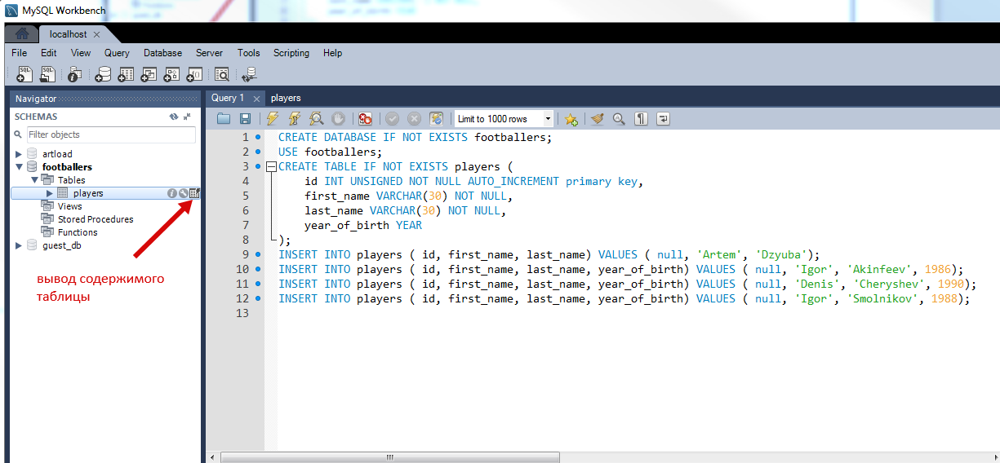 MySQL Workbench
localhost
File Edit View Query Database Server Tools Scripting Help
Navigator
SCHEMAS
Filter objects
artload
footballers
Tables
players
Views
Stored Procedures
Functions
guest_db
вывод содержимого
таблицы
Query 1 players
Limit to 1000 rows
1 CREATE DATABASE IF NOT EXISTS footballers;
2 USE footballers;
3 CREATE TABLE IF NOT EXISTS players (
4 id INT UNSIGNED NOT NULL AUTO_INCREMENT primary key,
5 first_name VARCHAR(30) NOT NULL,
6 last_name VARCHAR(30) NOT NULL,
7 year_of_birth YEAR
8 );
9 INSERT INTO players ( id, first_name, last_name) VALUES ( null, 'Artem', 'Dzyuba');
10 INSERT INTO players ( id, first_name, last_name, year_of_birth) VALUES ( null, 'Igor', 'Akinfeev', 1986);
11 INSERT INTO players ( id, first_name, last_name, year_of_birth) VALUES ( null, 'Denis', 'Cheryshev', 1990);
12 INSERT INTO players ( id, first_name, last_name, year_of_birth) VALUES ( null, 'Igor', 'Smolnikov', 1988);
13